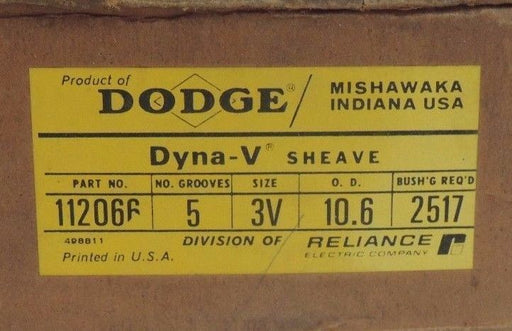 Product of
DODGE® / MISHAWAKA
INDIANA USA
Dyna-V® SHEAVE
PART NO. NO. GROOVES SIZE O. D. BUSH'G REQ'D
112066 5 3V 10.6 2517
498811 DIVISION OF RELIANCE
ELECTRIC COMPANY
Printed in U.S.A.